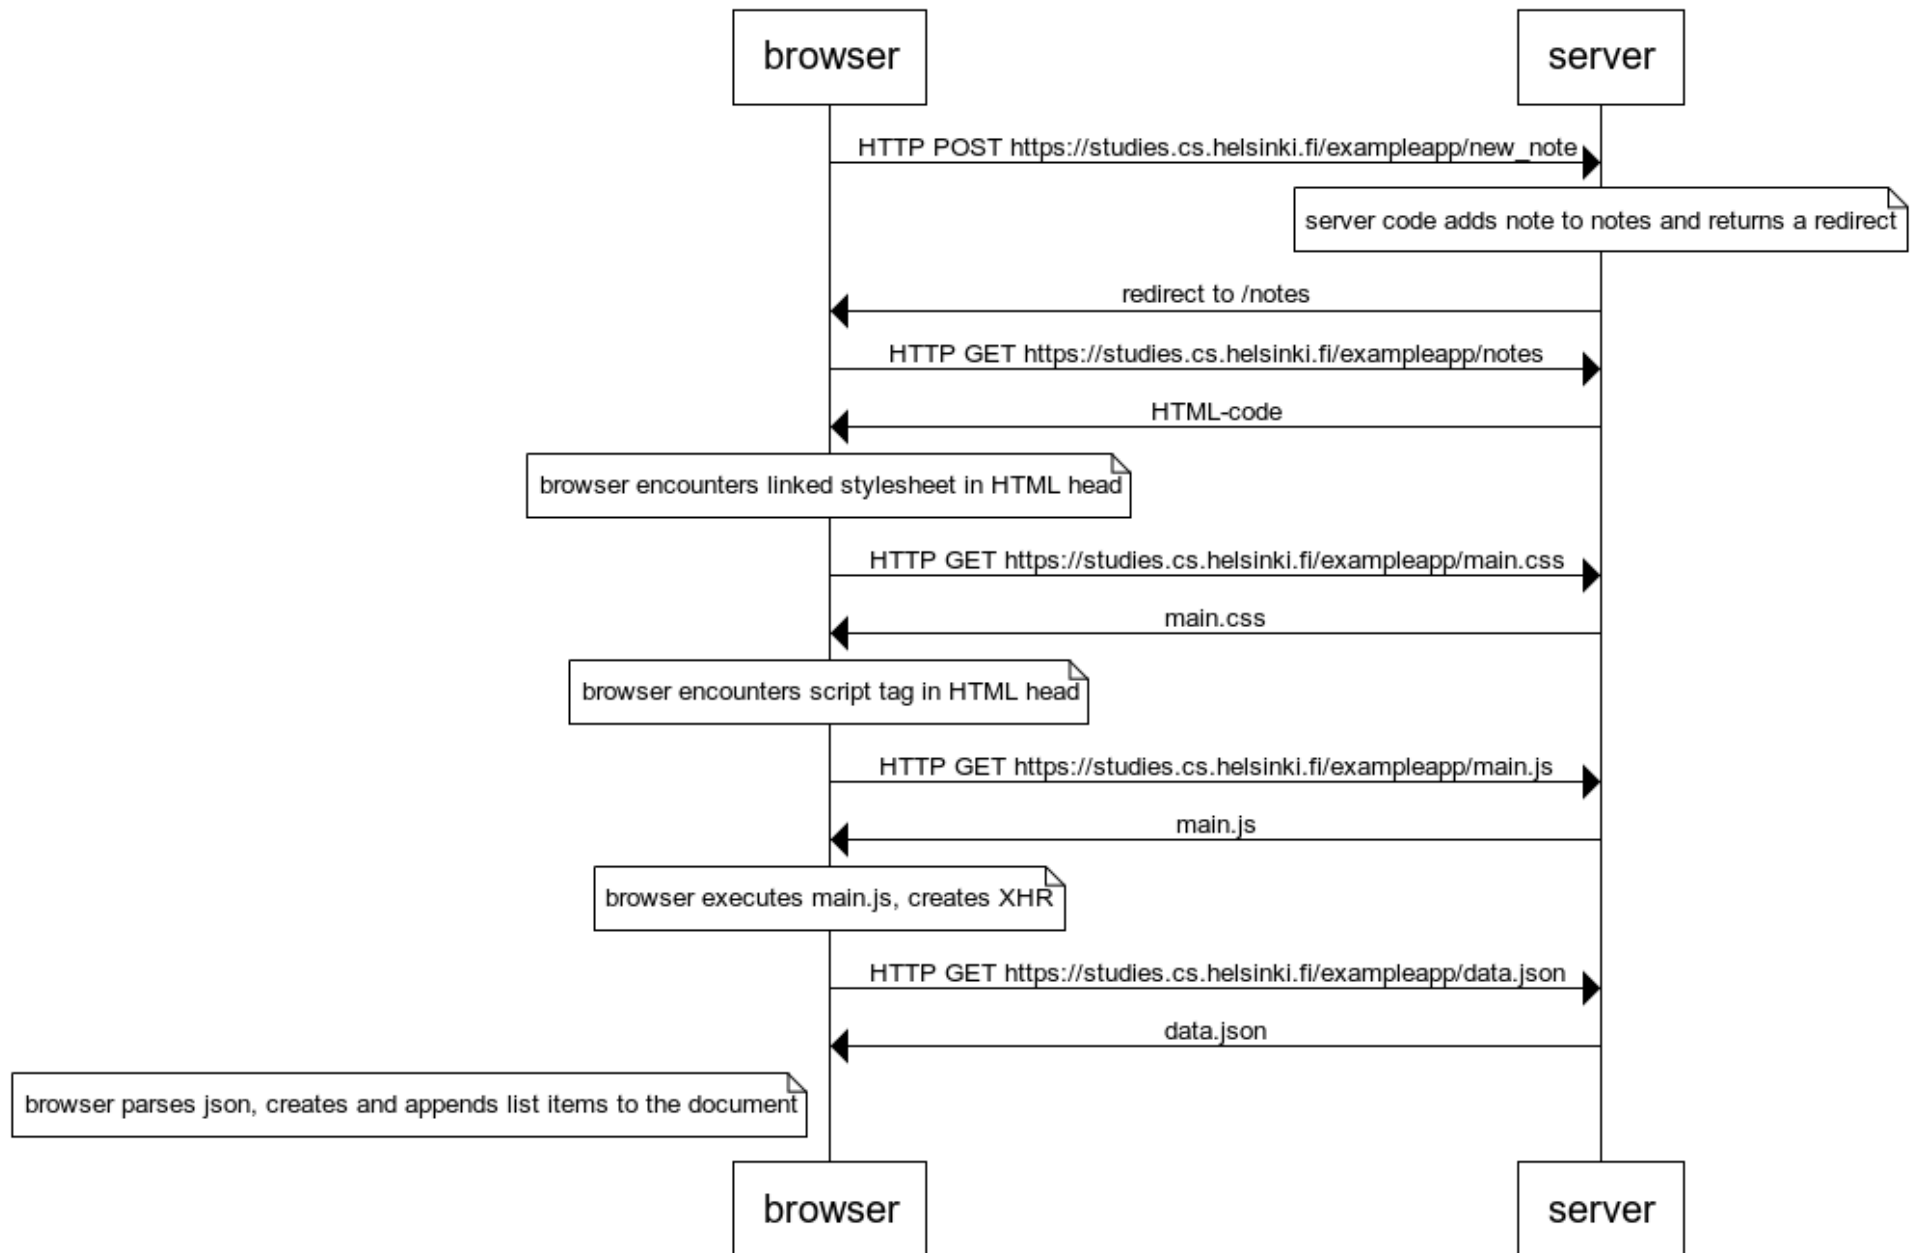 browser
server
HTTP POST https://studies.cs.helsinki.fi/exampleapp/new_note
server code adds note to notes and returns a redirect
redirect to /notes
HTTP GET https://studies.cs.helsinki.fi/exampleapp/notes
HTML-code
browser encounters linked stylesheet in HTML head
HTTP GET https://studies.cs.helsinki.fi/exampleapp/main.css
main.css
browser encounters script tag in HTML head
HTTP GET https://studies.cs.helsinki.fi/exampleapp/main.js
main.js
browser executes main.js, creates XHR
HTTP GET https://studies.cs.helsinki.fi/exampleapp/data.json
data.json
browser parses json, creates and appends list items to the document
browser
server